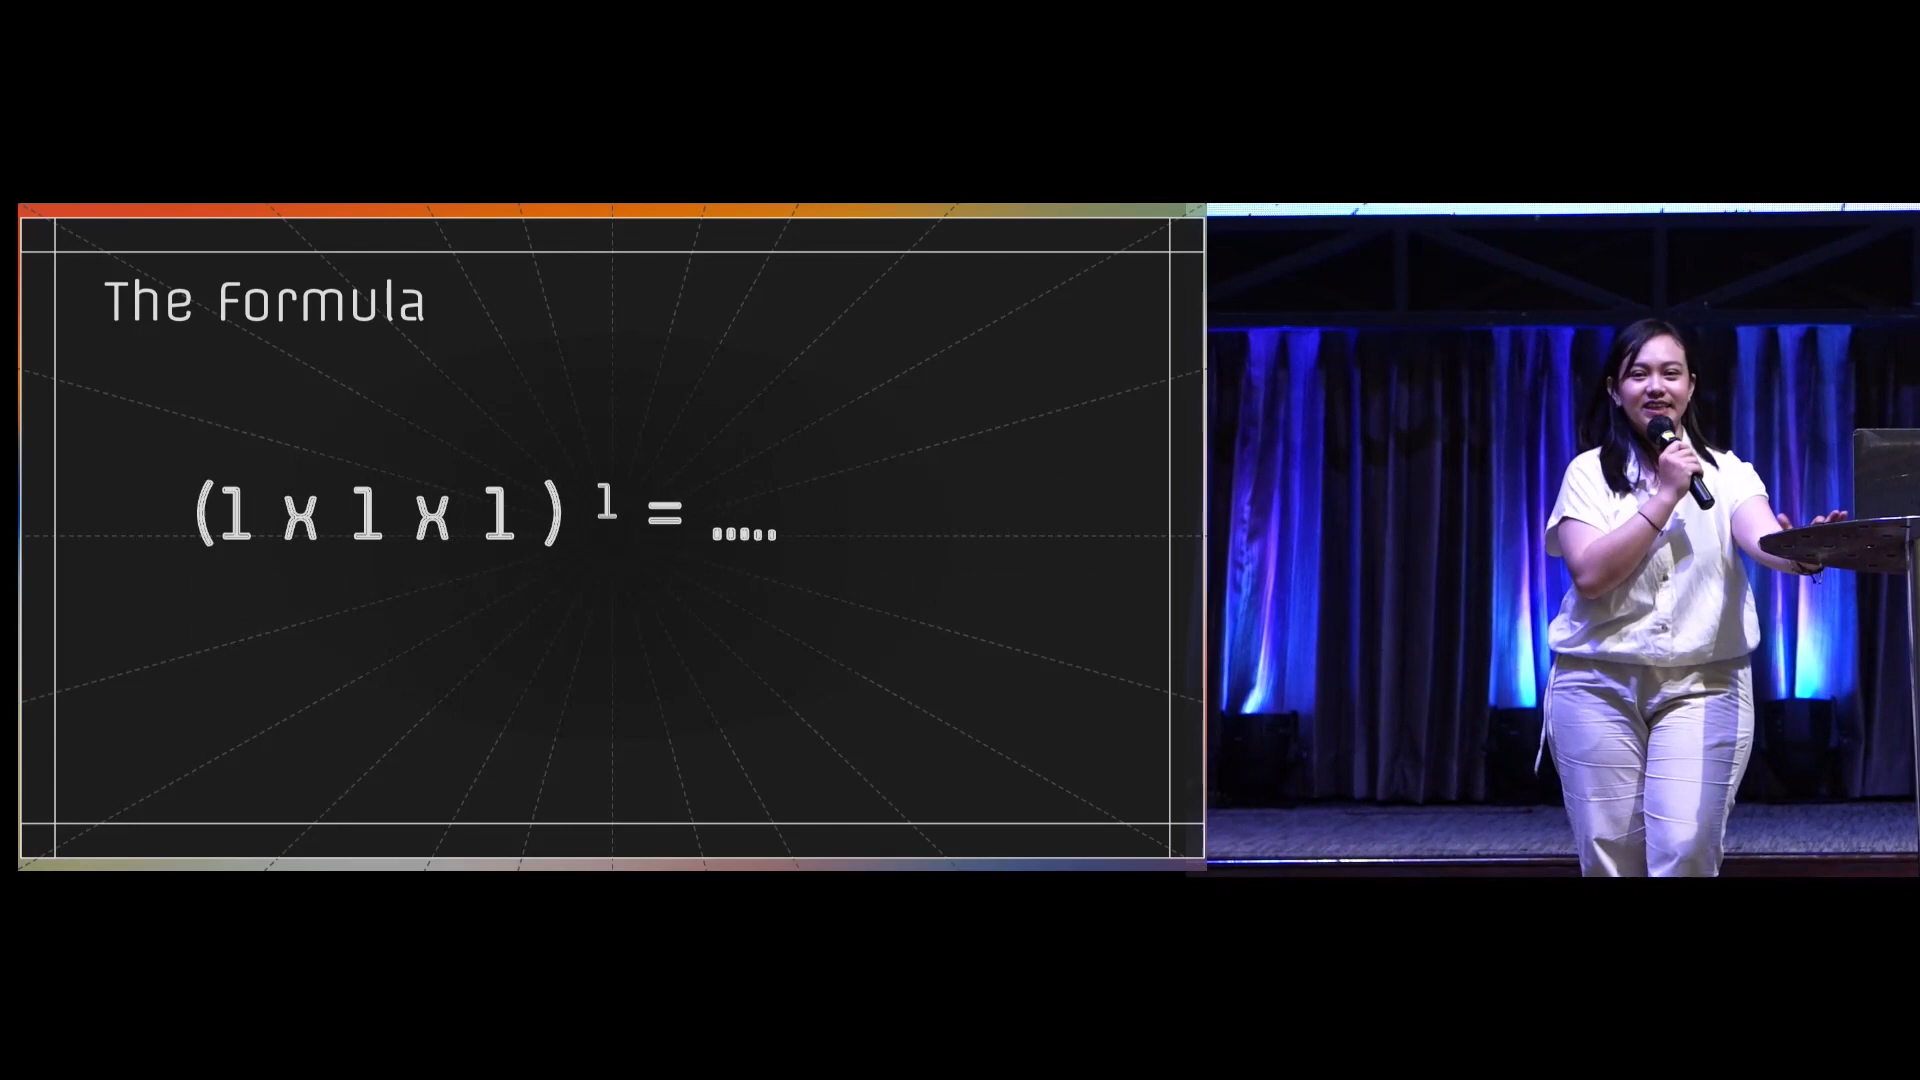 The Formula
(1 x 1 x 1 ) ¹ = .....